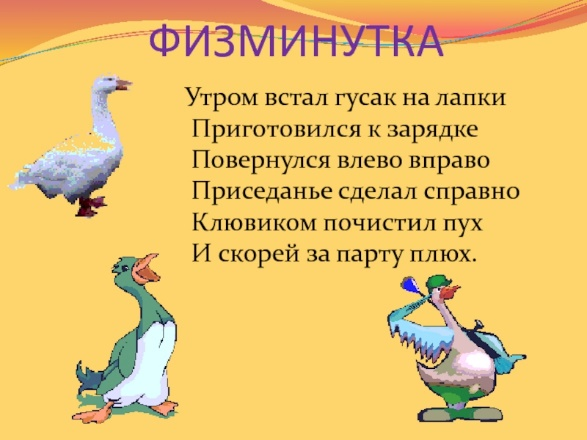 ФИЗМИНУТКА
Утром встал гусак на лапки
Приготовился к зарядке
Повернулся влево вправо
Приседанье сделал справно
Клювиком почистил пух
И скорей за парту плюх.